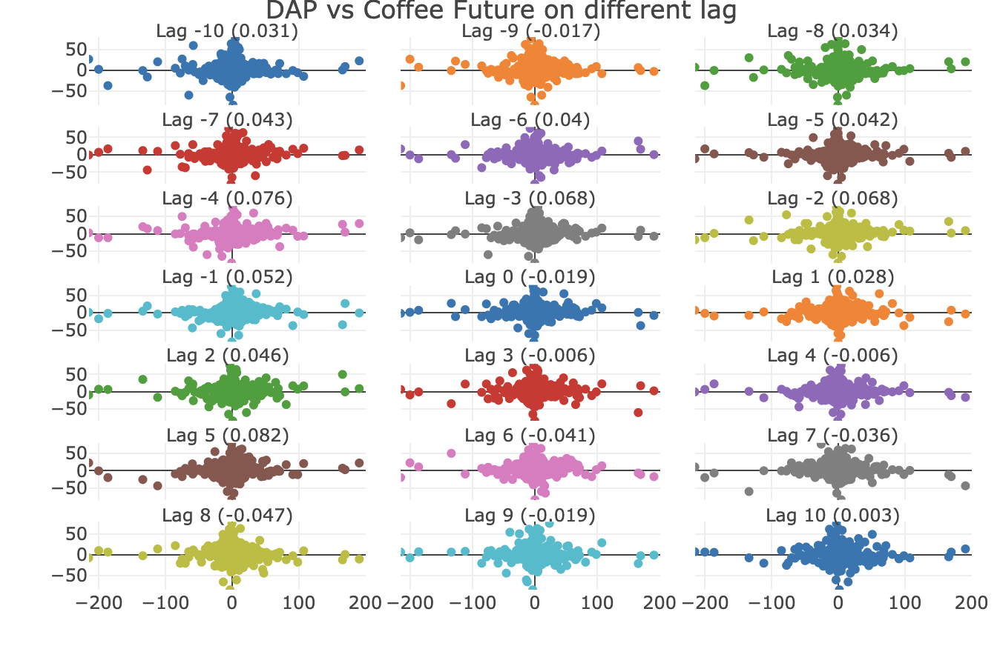 DAP vs Coffee Future on different lag
Lag -10 (0.031) Lag -9 (-0.017) Lag -8 (0.034)
50
0
−50
Lag -7 (0.043) Lag -6 (0.04) Lag -5 (0.042)
50
0
−50
Lag -4 (0.076) Lag -3 (0.068) Lag -2 (0.068)
50
0
−50
Lag -1 (0.052) Lag 0 (-0.019) Lag 1 (0.028)
50
0
−50
Lag 2 (0.046) Lag 3 (-0.006) Lag 4 (-0.006)
50
0
−50
Lag 5 (0.082) Lag 6 (-0.041) Lag 7 (-0.036)
50
0
−50
Lag 8 (-0.047) Lag 9 (-0.019) Lag 10 (0.003)
50
0
−50
−200 −100 0 100 200 −200 −100 0 100 200 −200 −100 0 100 200